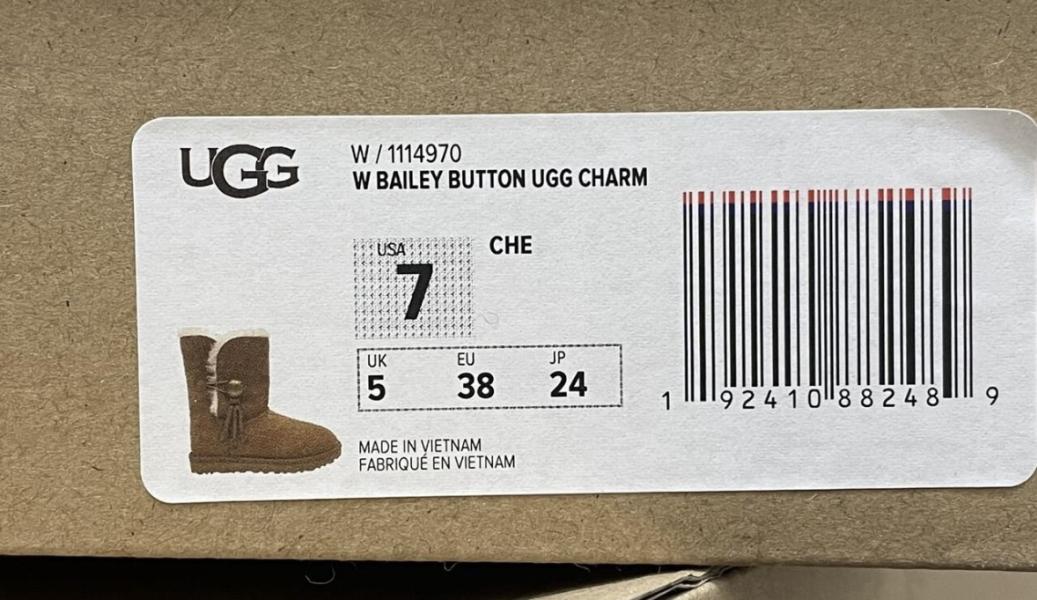 UGG
W / 1114970
W BAILEY BUTTON UGG CHARM
USA
7
CHE
UK EU JP
5 38 24
MADE IN VIETNAM
FABRIQUÉ EN VIETNAM
1 92410 88248 9